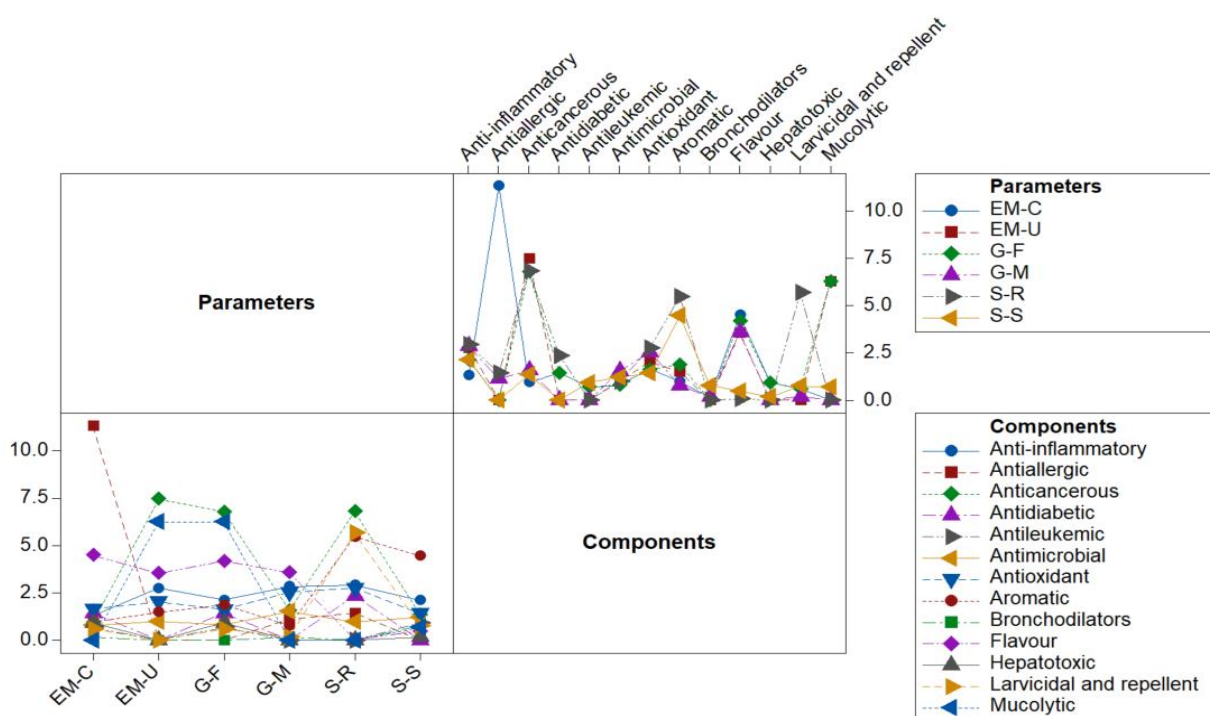 Anti-inflammatory
Antiallergic
Anticancerous
Antidiabetic
Antileukemic
Antimicrobial
Antioxidant
Aromatic
Bronchodilators
Flavour
Hepatotoxic
Larvicidal and repellent
Mucolytic
Parameters
10.0
7.5
5.0
2.5
0.0
Parameters
EM-C
EM-U
G-F
G-M
S-R
S-S
10.0
7.5
5.0
2.5
0.0
EM-C
EM-U
G-F
G-M
S-R
S-S
Components
Components
Anti-inflammatory
Antiallergic
Anticancerous
Antidiabetic
Antileukemic
Antimicrobial
Antioxidant
Aromatic
Bronchodilators
Flavour
Hepatotoxic
Larvicidal and repellent
Mucolytic